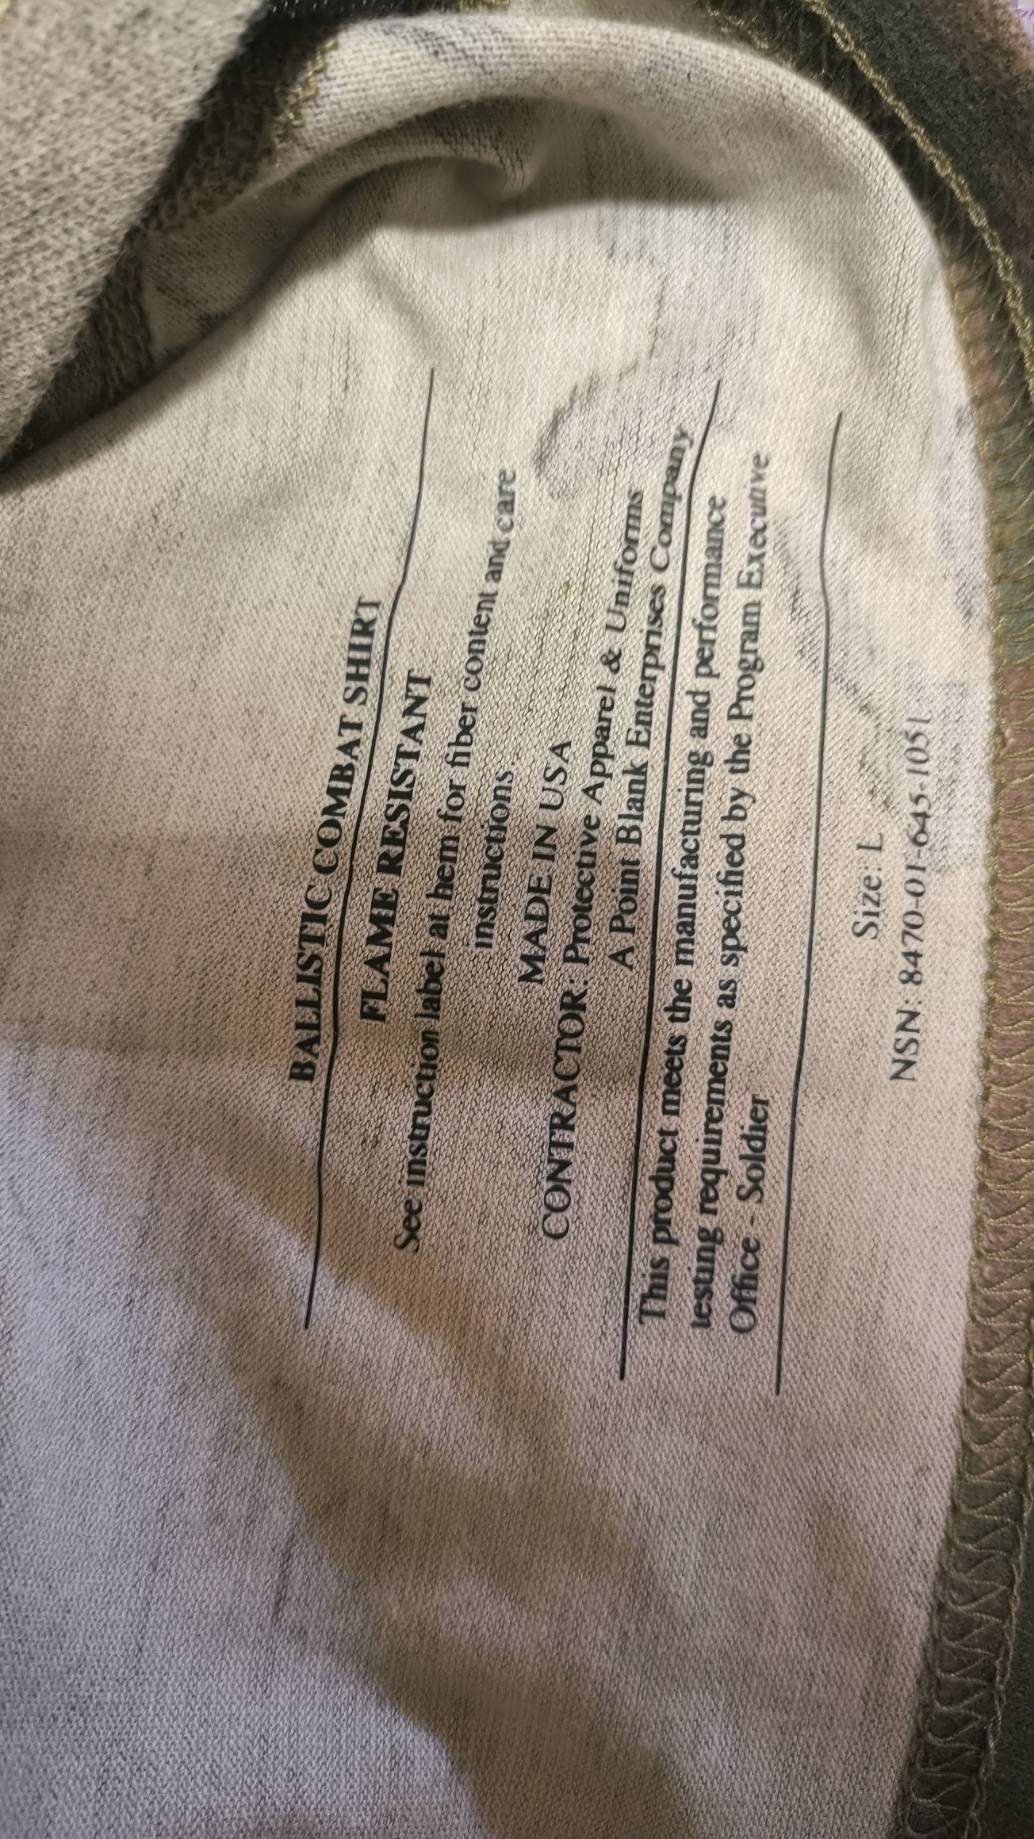 BALLISTIC COMBAT SHIRT
FLAME RESISTANT
See instruction label at hem for fiber content and care
instructions.
MADE IN USA
CONTRACTOR: Protective Apparel & Uniforms
A Point Blank Enterprises Company
This product meets the manufacturing and performance
testing requirements as specified by the Program Executive
Office - Soldier
Size: L
NSN: 8470-01-645-1051